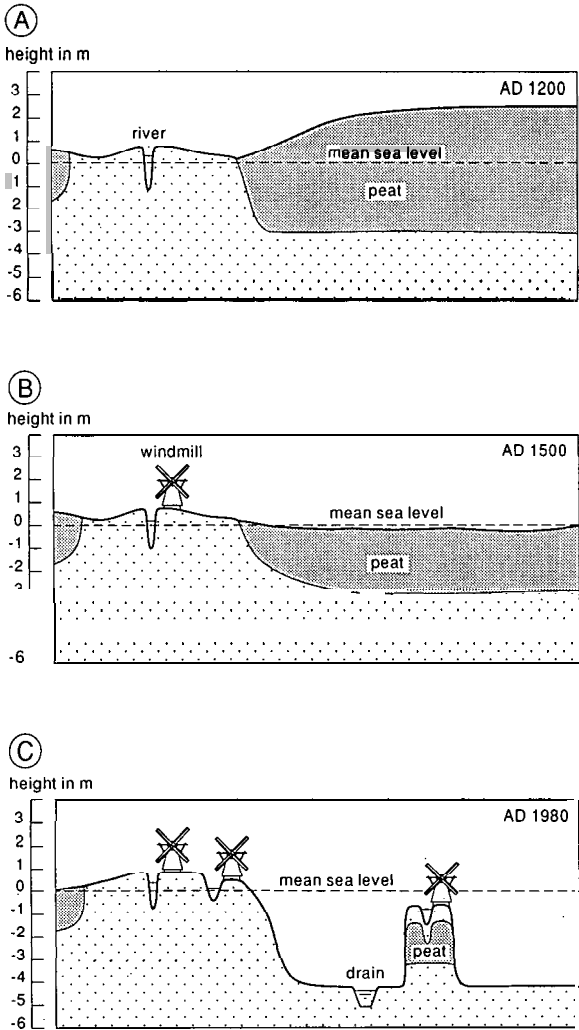 A
height in m
AD 1200
3
2
1
0
1
2
-3
-4
-5
-6
river
mean sea level
peat
B
height in m
AD 1500
3
2
1
0
-1
-2
3
-6
windmill
mean sea level
peat
C
height in m
AD 1980
3
2
1
0
-1
-2
-3
-4
-5
-6
mean sea level
drain
peat